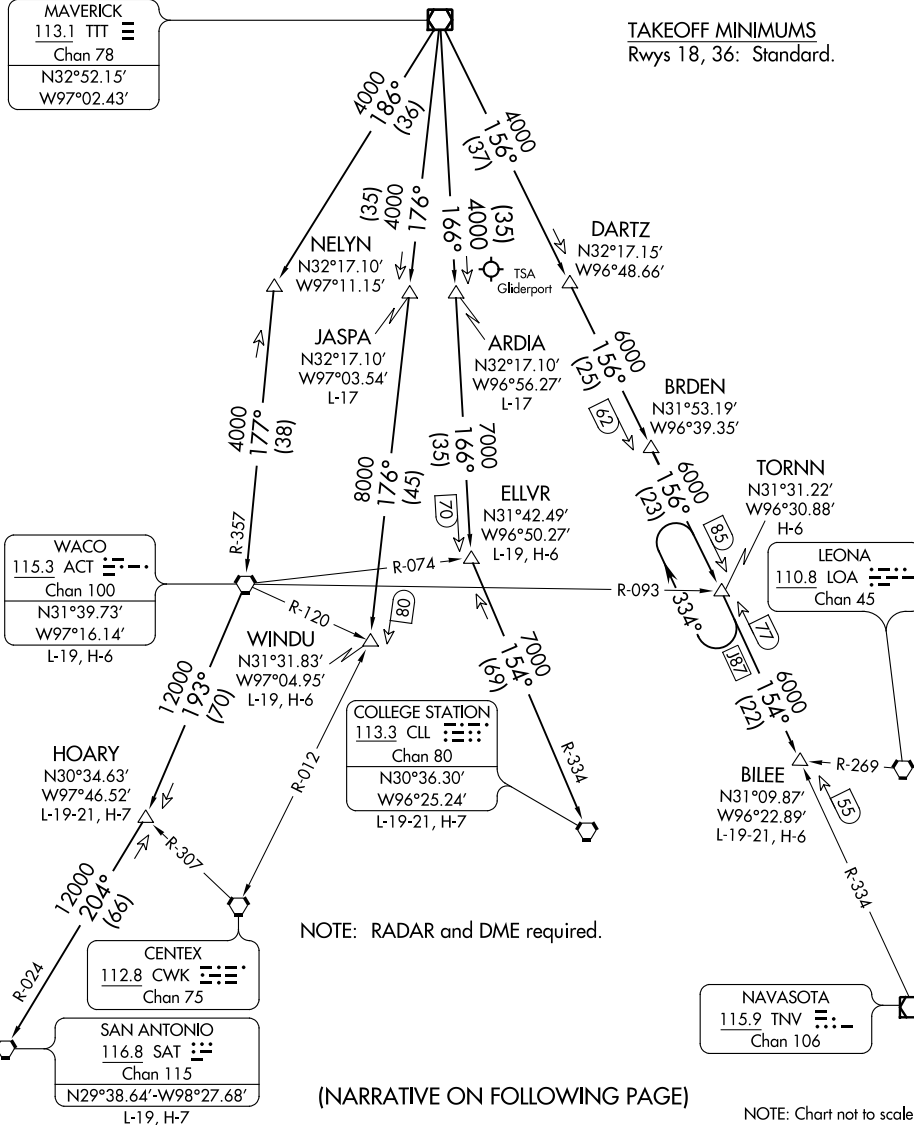 MAVERICK
113.1 TTT
Chan 78
N32°52.15'
W97°02.43'
TAKEOFF MINIMUMS
Rwys 18, 36: Standard.
4000
186°
(36)
(35)
4000
176°
(35)
4000
166°
4000
156°
(37)
NELYN
N32°17.10'
W97°11.15'
JASPA
N32°17.10'
W97°03.54'
L-17
TSA
Gliderport
ARDIA
N32°17.10'
W96°56.27'
L-17
DARTZ
N32°17.15'
W96°48.66'
6000
156°
(25)
62
BRDEN
N31°53.19'
W96°39.35'
4000
177°
(38)
R-357
8000
176°
(45)
7000
166°
(35)
70
ELLVR
N31°42.49'
W96°50.27'
L-19, H-6
6000
156°
(23)
85
TORNN
N31°31.22'
W96°30.88'
H-6
WACO
115.3 ACT
Chan 100
N31°39.73'
W97°16.14'
L-19, H-6
R-074
R-093
R-120
80
334°
J87
77
LEONA
110.8 LOA
Chan 45
WINDU
N31°31.83'
W97°04.95'
L-19, H-6
12000
193°
(70)
7000
154°
(69)
R-334
6000
154°
(22)
COLLEGE STATION
113.3 CLL
Chan 80
N30°36.30'
W96°25.24'
L-19-21, H-7
R-012
HOARY
N30°34.63'
W97°46.52'
L-19-21, H-7
R-269
BILEE
N31°09.87'
W96°22.89'
L-19-21, H-6
55
R-334
R-307
12000
204°
(66)
R-024
NOTE: RADAR and DME required.
CENTEX
112.8 CWK
Chan 75
SAN ANTONIO
116.8 SAT
Chan 115
N29°38.64'-W98°27.68'
L-19, H-7
NAVASOTA
115.9 TNV
Chan 106
(NARRATIVE ON FOLLOWING PAGE)
NOTE: Chart not to scale